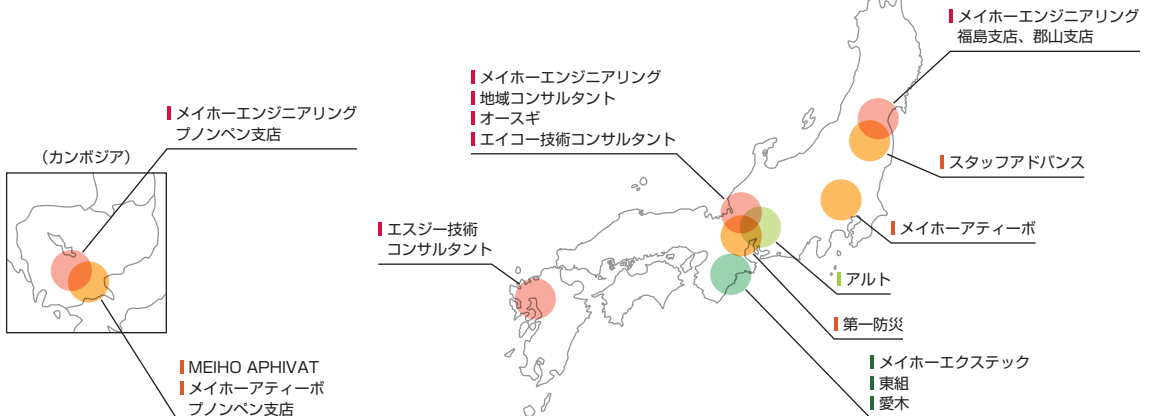 メイホーエンジニアリング
福島支店、郡山支店
メイホーエンジニアリング
地域コンサルタント
オースギ
エイコー技術コンサルタント
メイホーエンジニアリング
プノンペン支店
（カンボジア）
スタッフアドバンス
メイホーアティーボ
エスジー技術
コンサルタント
アルト
第一防災
MEIHO APHIVAT
メイホーアティーボ
プノンペン支店
メイホーエクステック
東組
愛木